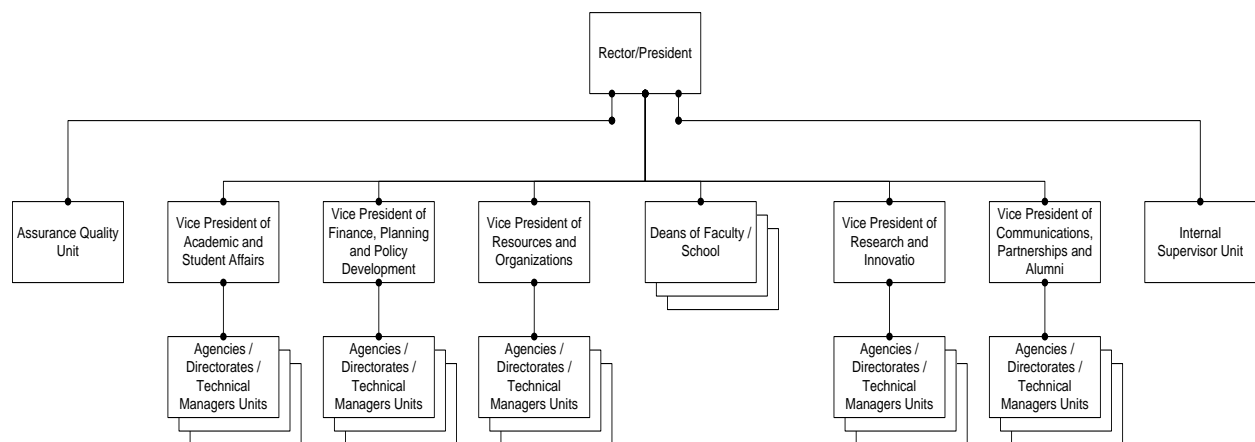 Rector/President
Assurance Quality
Unit
Vice President of
Academic and
Student Affairs
Vice President of
Finance, Planning
and Policy
Development
Vice President of
Resources and
Organizations
Deans of Faculty /
School
Vice President of
Research and
Innovatio
Vice President of
Communications,
Partnerships and
Alumni
Internal
Supervisor Unit
Agencies /
Directorates /
Technical
Managers Units
Agencies /
Directorates /
Technical
Managers Units
Agencies /
Directorates /
Technical
Managers Units
Agencies /
Directorates /
Technical
Managers Units
Agencies /
Directorates /
Technical
Managers Units